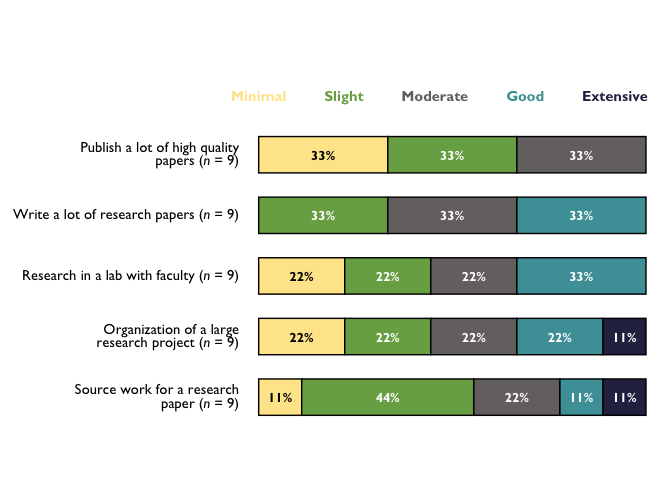 Minimal Slight Moderate Good Extensive
Publish a lot of high quality
papers (n = 9)
33% 33% 33%
Write a lot of research papers (n = 9)
33% 33% 33%
Research in a lab with faculty (n = 9)
22% 22% 22% 33%
Organization of a large
research project (n = 9)
22% 22% 22% 22% 11%
Source work for a research
paper (n = 9)
11% 44% 22% 11% 11%